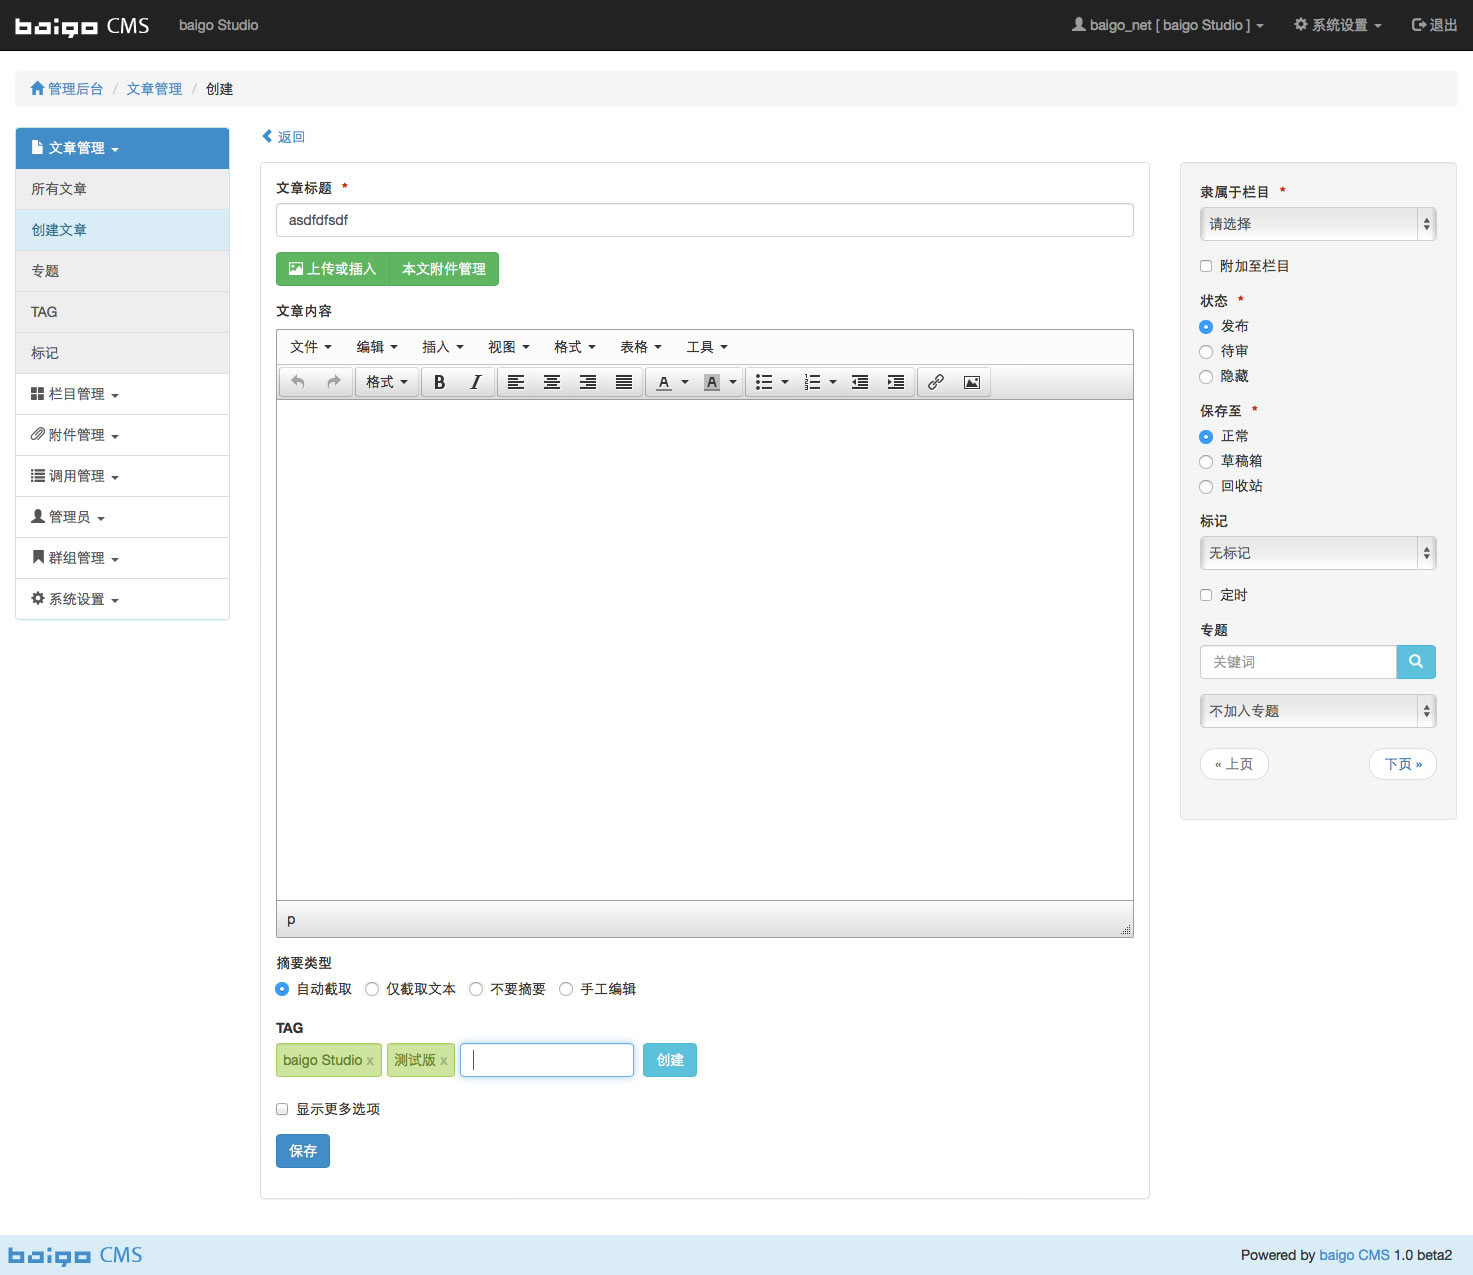 baigo CMS baigo Studio baigo_net [ baigo Studio ] 系统设置 退出
管理后台 / 文章管理 / 创建
文章管理
所有文章
创建文章
专题
TAG
标记
栏目管理
附件管理
调用管理
管理员
群组管理
系统设置
返回
文章标题 *
asdfdfsdf
上传或插入 本文附件管理
文章内容
文件 编辑 插入 视图 格式 表格 工具
格式 B I A A
p
摘要类型
自动截取 仅截取文本 不要摘要 手工编辑
TAG
baigo Studio x 测试版 x 创建
显示更多选项
保存
隶属于栏目 *
请选择
附加至栏目
状态 *
发布
待审
隐藏
保存至 *
正常
草稿箱
回收站
标记
无标记
定时
专题
关键词
不加入专题
« 上页 下页 »
baigo CMS Powered by baigo CMS 1.0 beta2